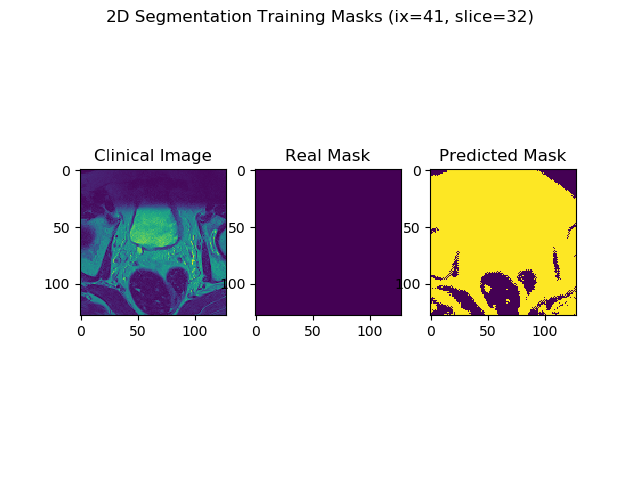 2D Segmentation Training Masks (ix=41, slice=32)
Clinical Image Real Mask Predicted Mask
0 0 0
50 50 50
100 100 100
0 50 100 0 50 100 0 50 100